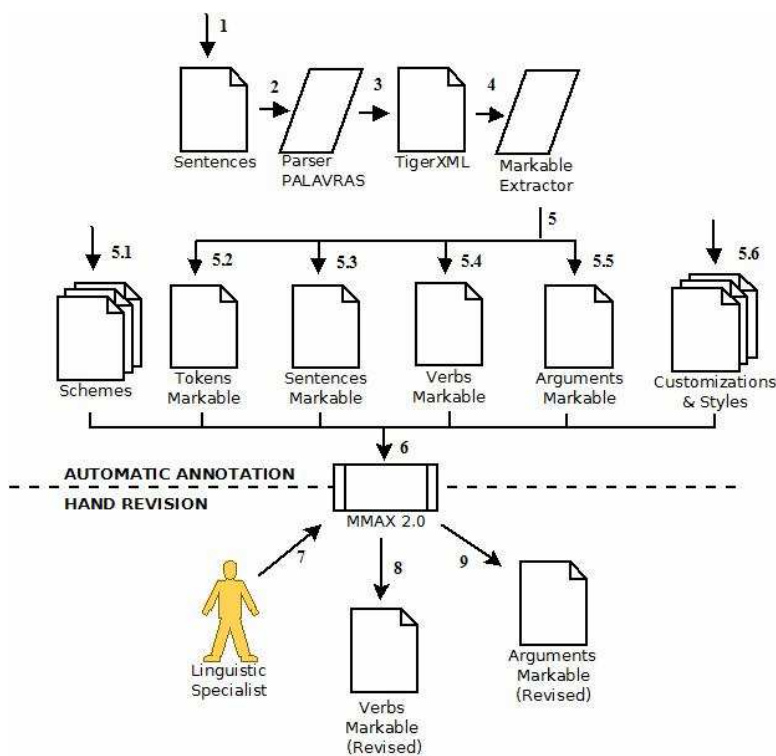 1
2
3
4
Sentences
Parser
PALAVRAS
TigerXML
Markable
Extractor
5
5.1
5.2
5.3
5.4
5.5
5.6
Schemes
Tokens
Markable
Sentences
Markable
Verbs
Markable
Arguments
Markable
Customizations
& Styles
6
AUTOMATIC ANNOTATION
HAND REVISION
MMAX 2.0
7
8
9
Linguistic
Specialist
Verbs
Markable
(Revised)
Arguments
Markable
(Revised)